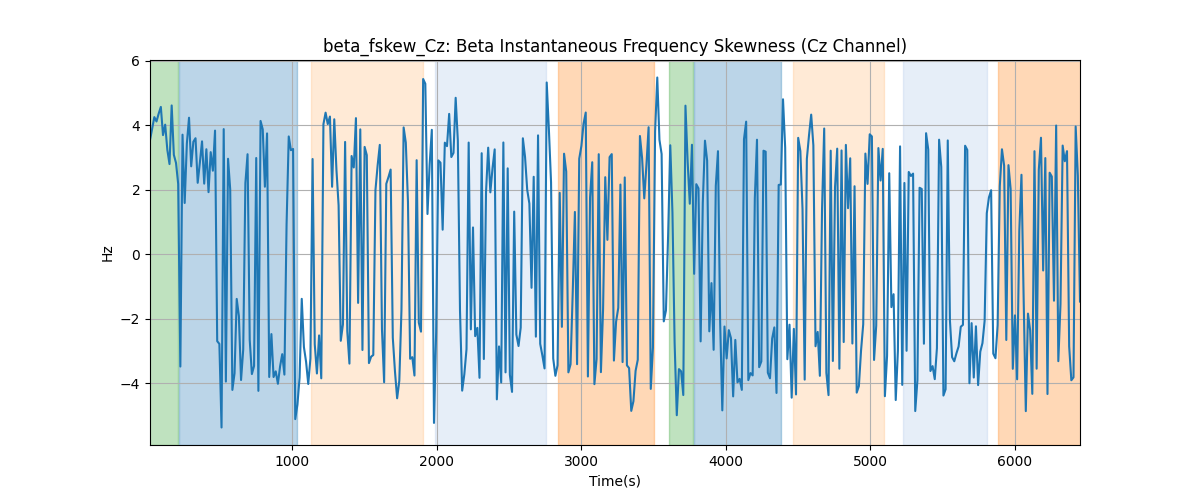 beta_fskew_Cz: Beta Instantaneous Frequency Skewness (Cz Channel)
6
4
2
0
−2
−4
Hz
1000 2000 3000 4000 5000 6000
Time(s)